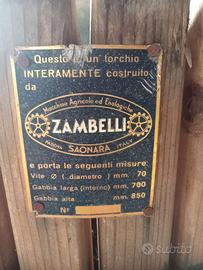 Questo è un torchio
INTERAMENTE costruito
da
Macchine Agricole ed Enologiche
ZAMBELLI
SAONARA
ITALY
e porta le seguenti misure:
Vite Ø (diametro) mm. 70
Gabbia larga (interno) mm. 700
Gabbia alta mm. 850
N°
subito